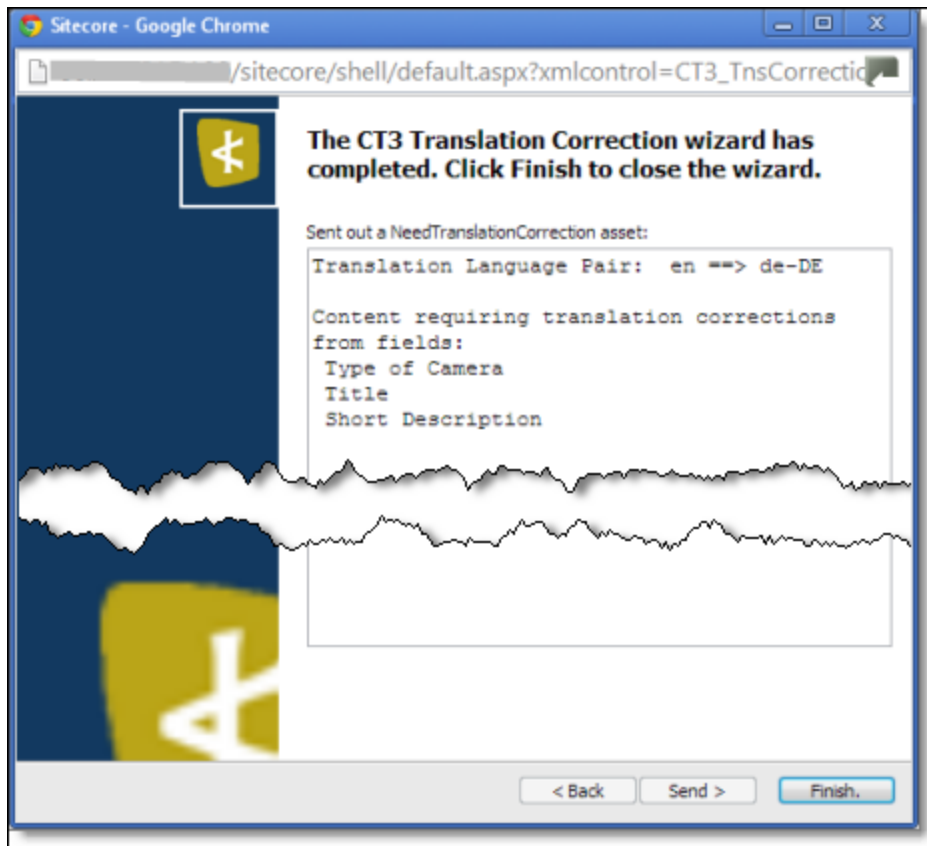 Sitecore - Google Chrome
/sitecore/shell/default.aspx?xmlcontrol=CT3_TnsCorrectio
The CT3 Translation Correction wizard has
completed. Click Finish to close the wizard.
Sent out a NeedTranslationCorrection asset:
Translation Language Pair:  en ==> de-DE
Content requiring translation corrections
from fields:
Type of Camera
Title
Short Description
< Back
Send >
Finish.